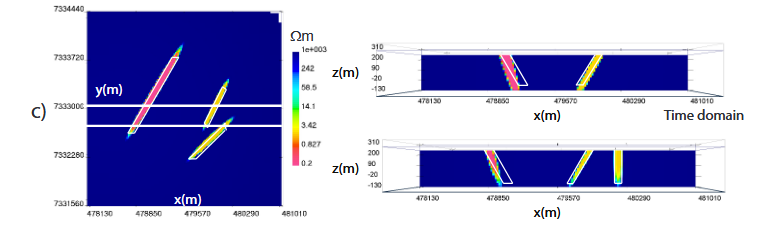 c)
7334440
7333720
7333000
7332280
7331560
y(m)
x(m)
478130 478850 479570 480290 481010
Ωm
1e+003
242
58.5
14.1
3.42
0.827
0.2
z(m)
310
200
90
-20
-130
478130 478850 479570 480290 481010
x(m)
Time domain
z(m)
310
200
90
-20
-130
478130 478850 479570 480290 481010
x(m)